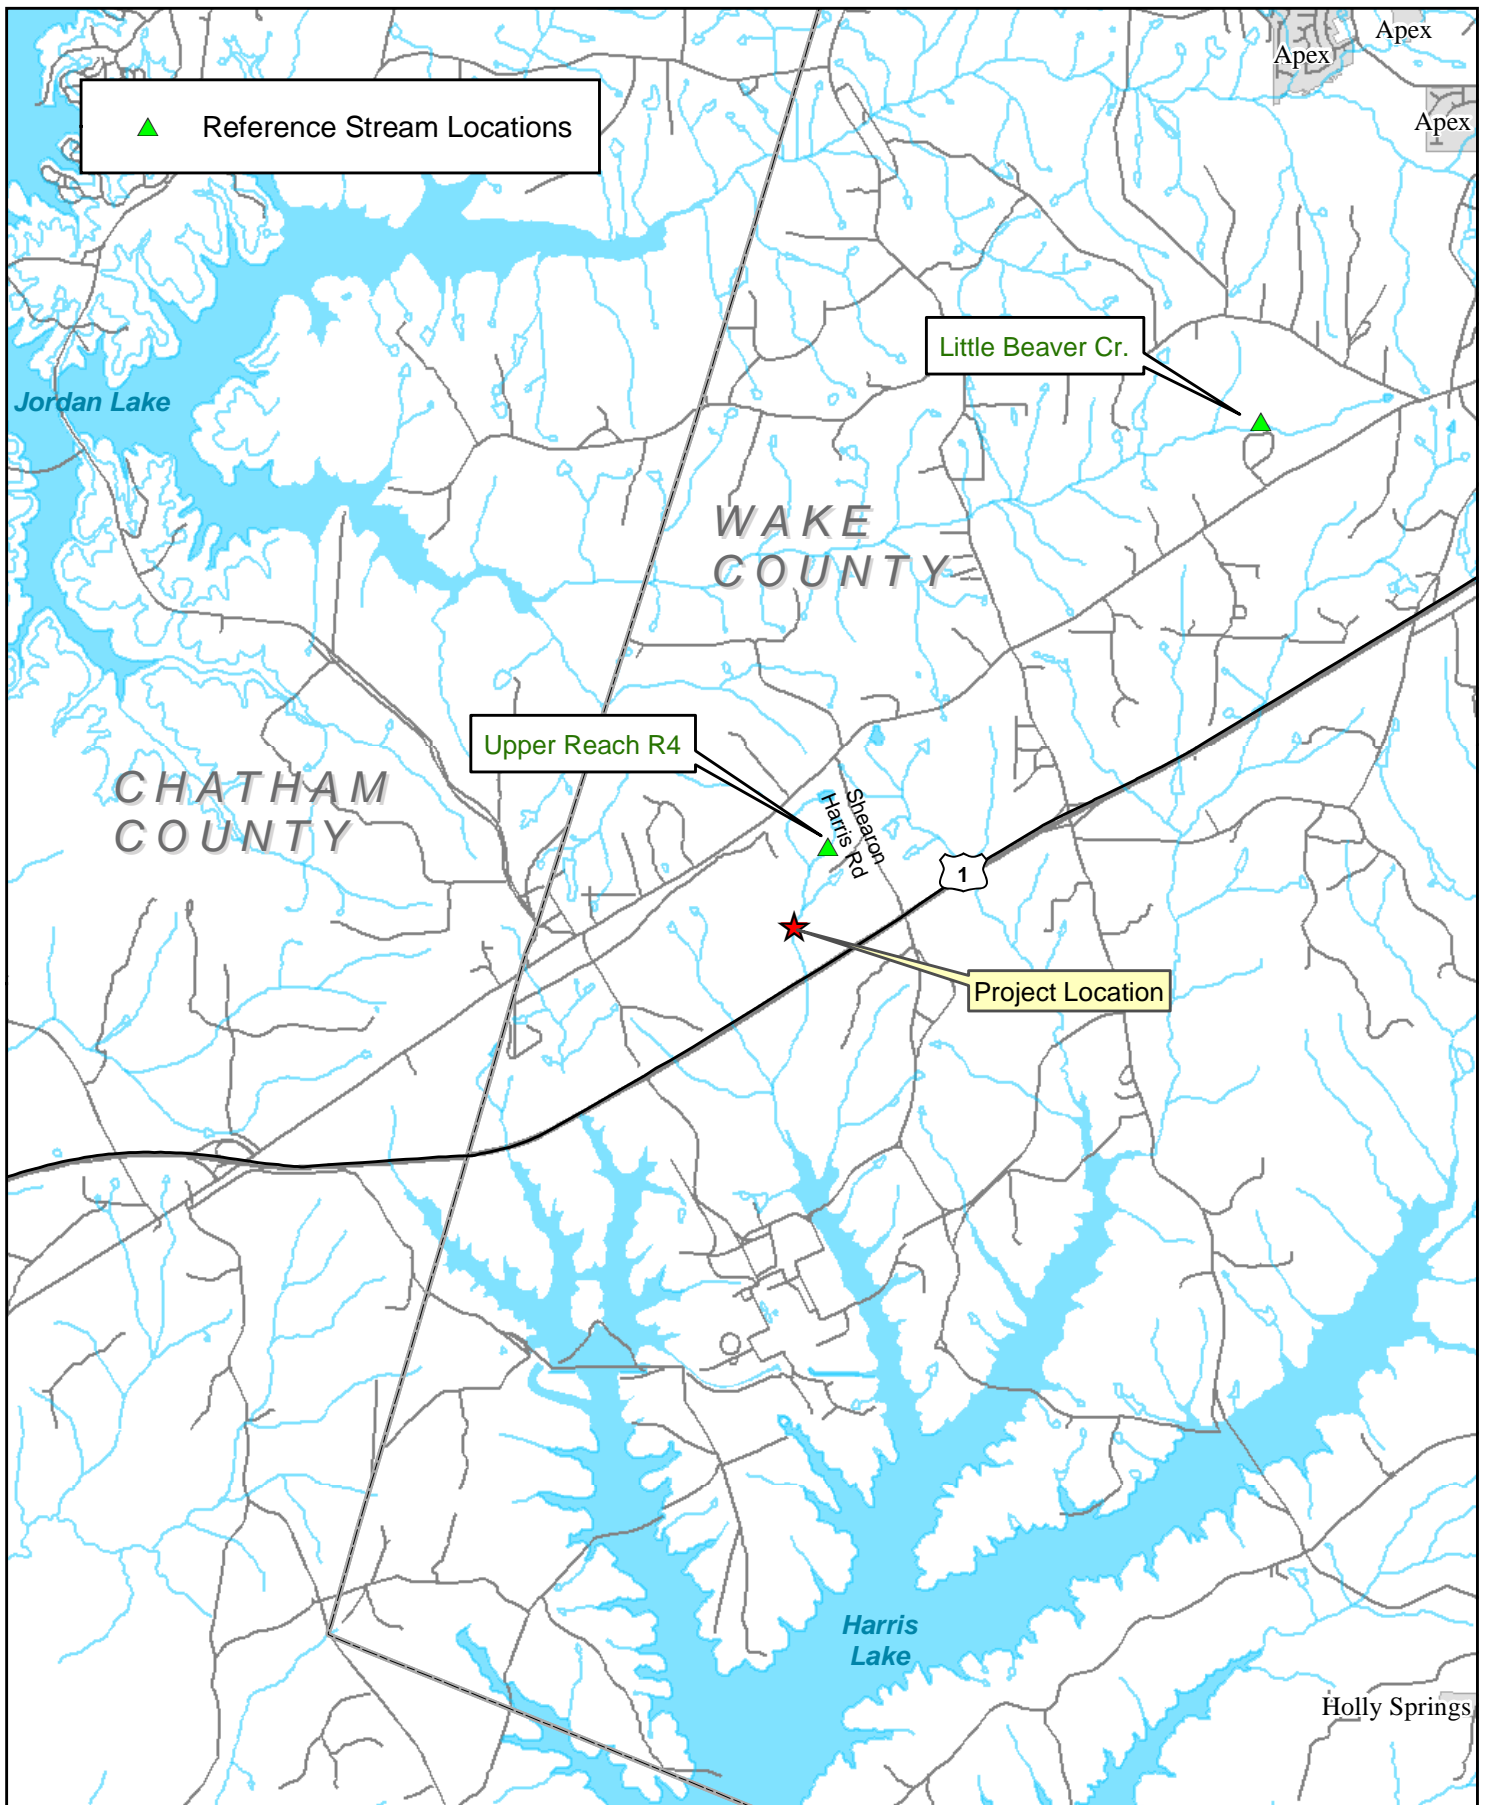 Apex
Apex
Reference Stream Locations
Apex
Little Beaver Cr.
Jordan Lake
WAKE
COUNTY
Upper Reach R4
CHATHAM
COUNTY
Shearon
Harris Rd
1
Project Location
Harris
Lake
Holly Springs